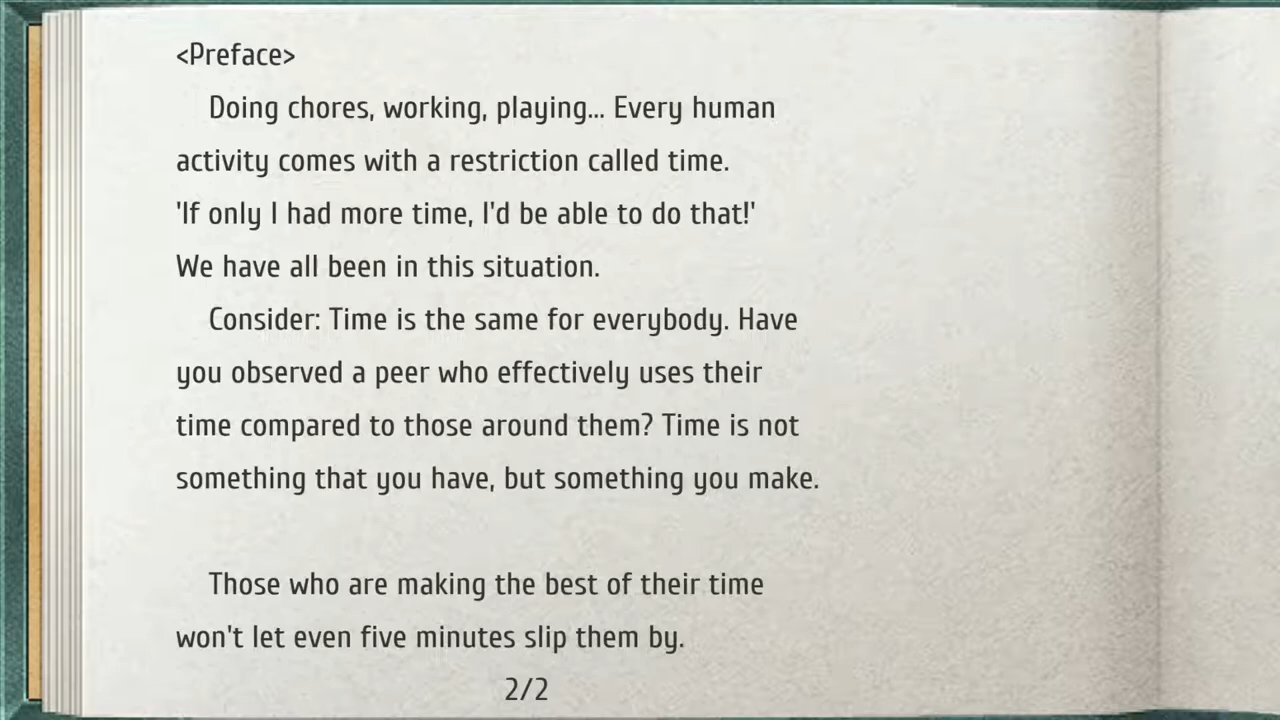 <Preface>
Doing chores, working, playing... Every human
activity comes with a restriction called time.
'If only I had more time, I'd be able to do that!'
We have all been in this situation.
Consider: Time is the same for everybody. Have
you observed a peer who effectively uses their
time compared to those around them? Time is not
something that you have, but something you make.
Those who are making the best of their time
won't let even five minutes slip them by.
2/2